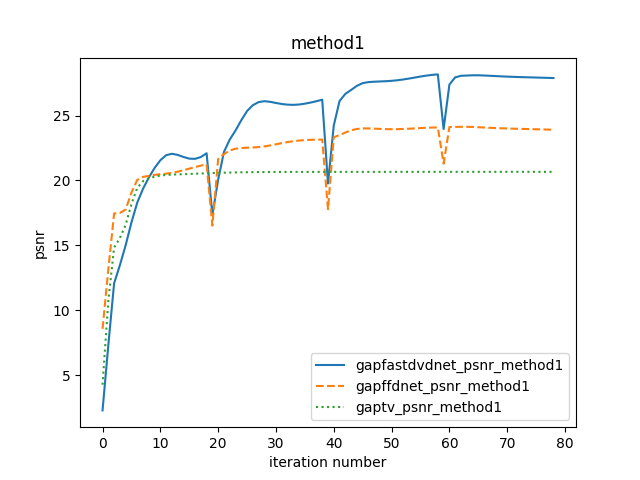 method1
psnr
25
20
15
10
5
gapfastdvdnet_psnr_method1
gapffdnet_psnr_method1
gaptv_psnr_method1
0 10 20 30 40 50 60 70 80
iteration number